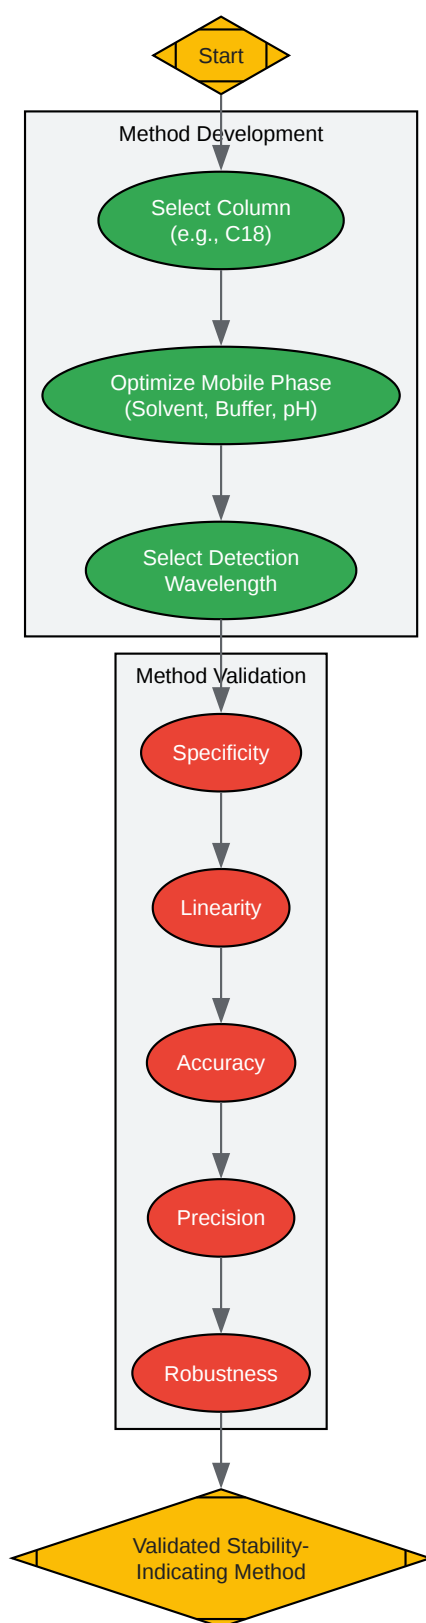 Start
Method Development
Select Column
(e.g., C18)
Optimize Mobile Phase
(Solvent, Buffer, pH)
Select Detection
Wavelength
Method Validation
Specificity
Linearity
Accuracy
Precision
Robustness
Validated Stability-
Indicating Method